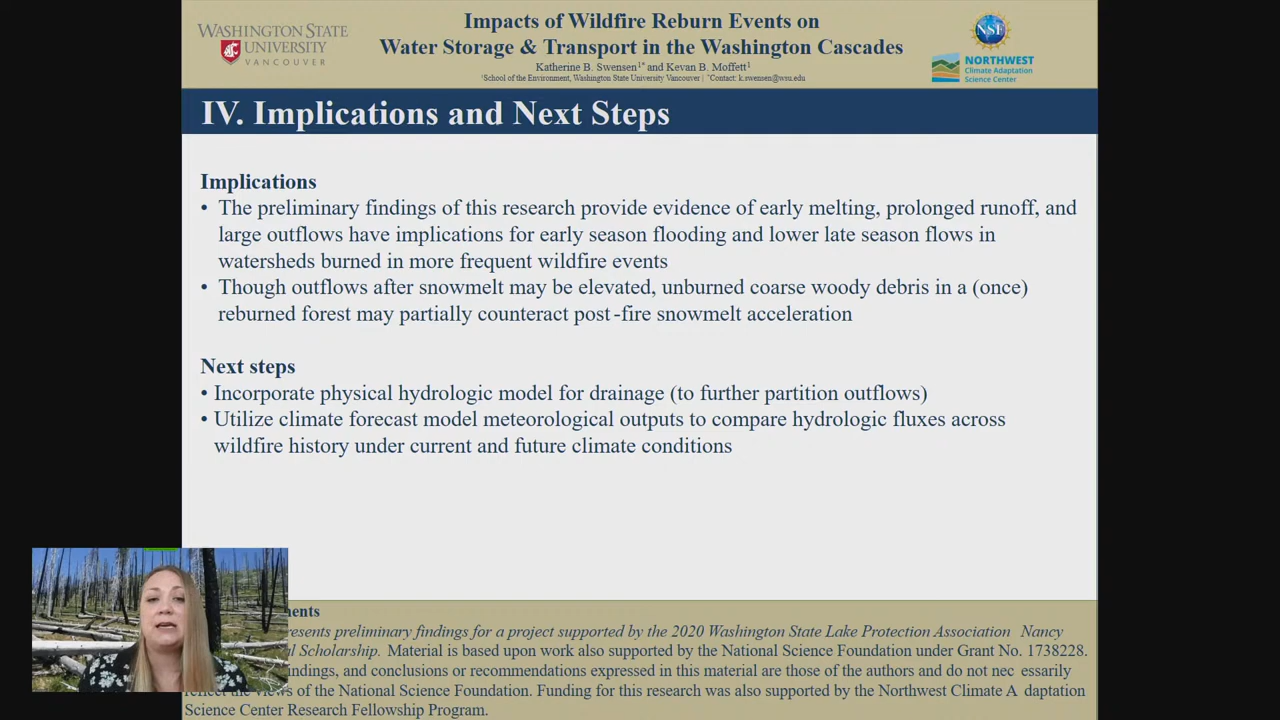 WASHINGTON STATE
UNIVERSITY
VANCOUVER
Impacts of Wildfire Reburn Events on
Water Storage & Transport in the Washington Cascades
Katherine B. Swensen¹* and Kevan B. Moffett¹
¹School of the Environment, Washington State University Vancouver | *Contact: k.swensen@wsu.edu
NSF
NORTHWEST
Climate Adaptation
Science Center
IV. Implications and Next Steps
Implications
• The preliminary findings of this research provide evidence of early melting, prolonged runoff, and
large outflows have implications for early season flooding and lower late season flows in
watersheds burned in more frequent wildfire events
• Though outflows after snowmelt may be elevated, unburned coarse woody debris in a (once)
reburned forest may partially counteract post-fire snowmelt acceleration
Next steps
• Incorporate physical hydrologic model for drainage (to further partition outflows)
• Utilize climate forecast model meteorological outputs to compare hydrologic fluxes across
wildfire history under current and future climate conditions
preliminary findings for a project supported by the 2020 Washington State Lake Protection Association Nancy
Scholarship. Material is based upon work also supported by the National Science Foundation under Grant No. 1738228.
and conclusions or recommendations expressed in this material are those of the authors and do not nec essarily
views of the National Science Foundation. Funding for this research was also supported by the Northwest Climate A daptation
Science Center Research Fellowship Program.